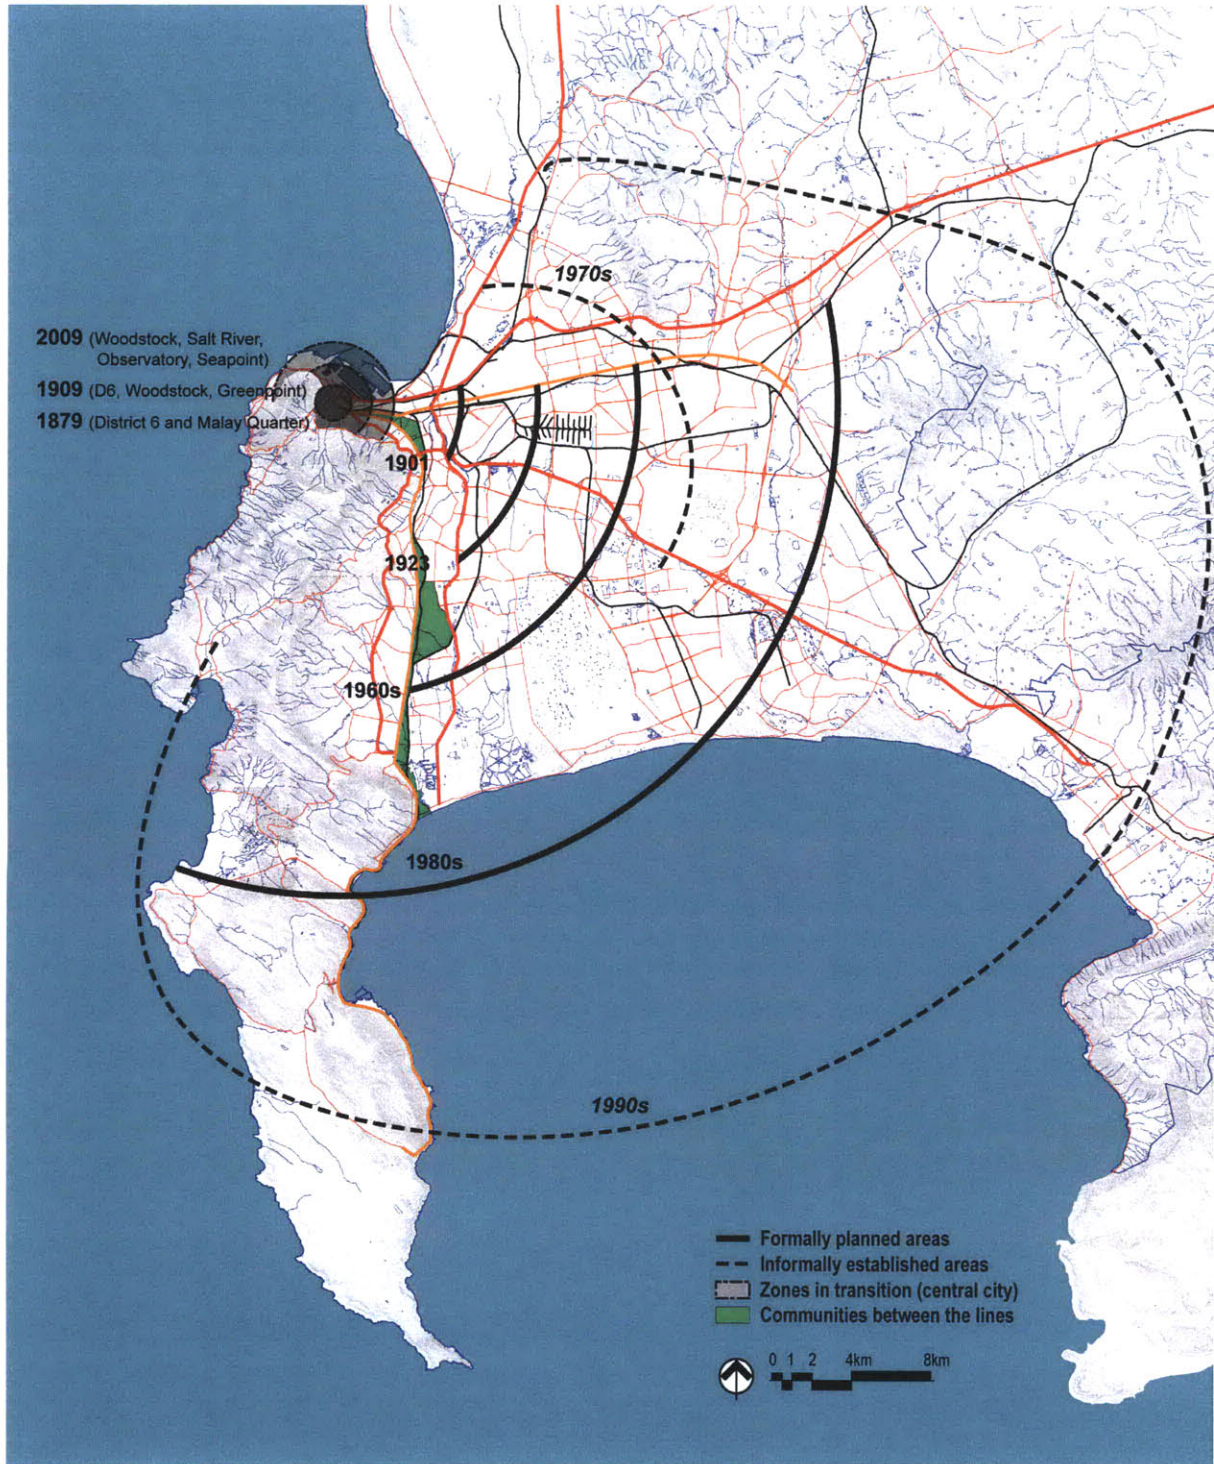 1970s
2009 (Woodstock, Salt River,
Observatory, Seapoint)
1909 (D6, Woodstock, Greenpoint)
1879 (District 6 and Malay Quarter)
1901
1923
1960s
1980s
1990s
Formally planned areas
Informally established areas
Zones in transition (central city)
Communities between the lines
0 1 2 4km 8km